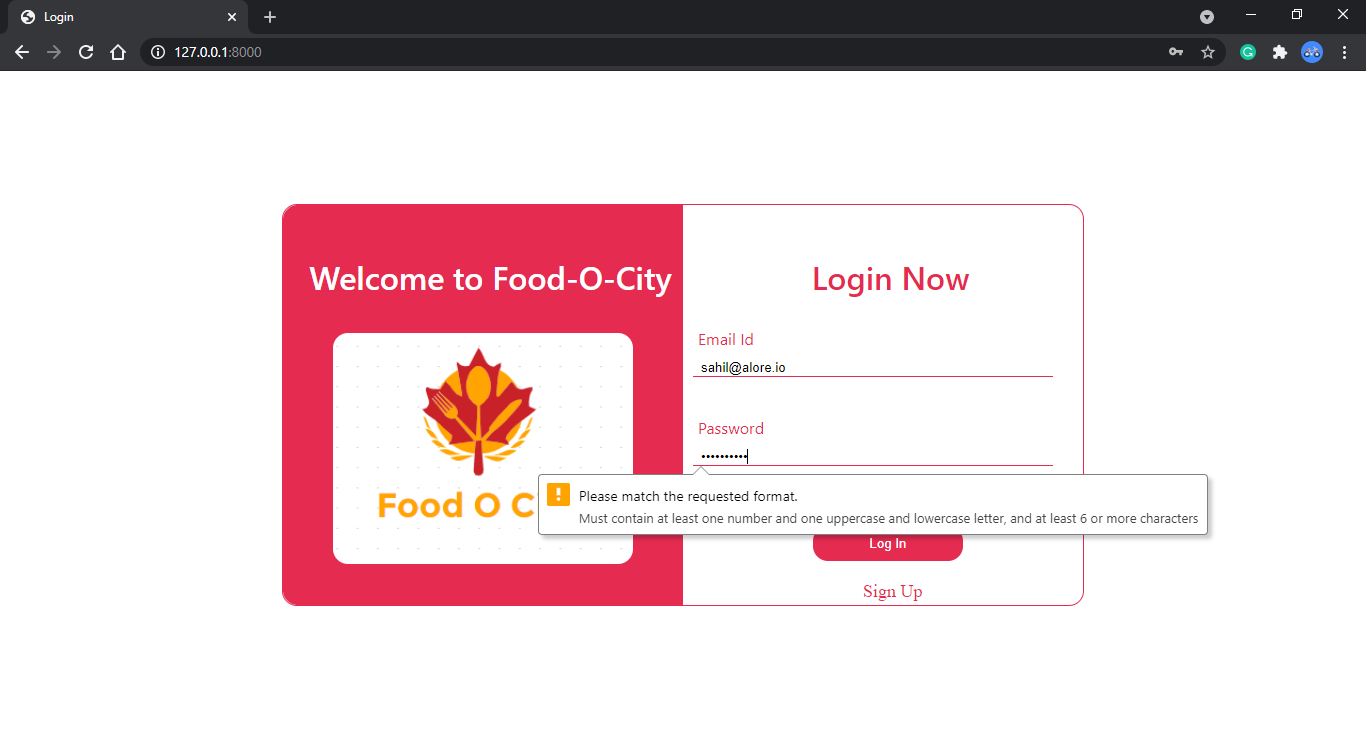 Login
127.0.0.1:8000
Welcome to Food-O-City
Food O C
Login Now
Email Id
sahil@alore.io
Password
••••••••••
Please match the requested format.
Must contain at least one number and one uppercase and lowercase letter, and at least 6 or more characters
Log In
Sign Up